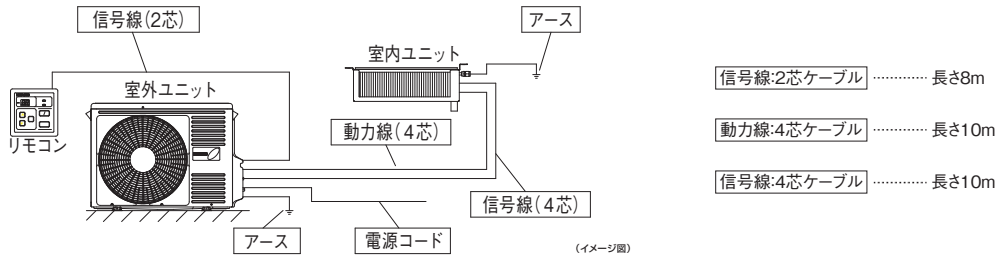 信号線(2芯)
アース
室内ユニット
室外ユニット
リモコン
動力線(4芯)
信号線(4芯)
アース
電源コード
(イメージ図)
信号線:2芯ケーブル ……… 長さ8m
動力線:4芯ケーブル ……… 長さ10m
信号線:4芯ケーブル ……… 長さ10m